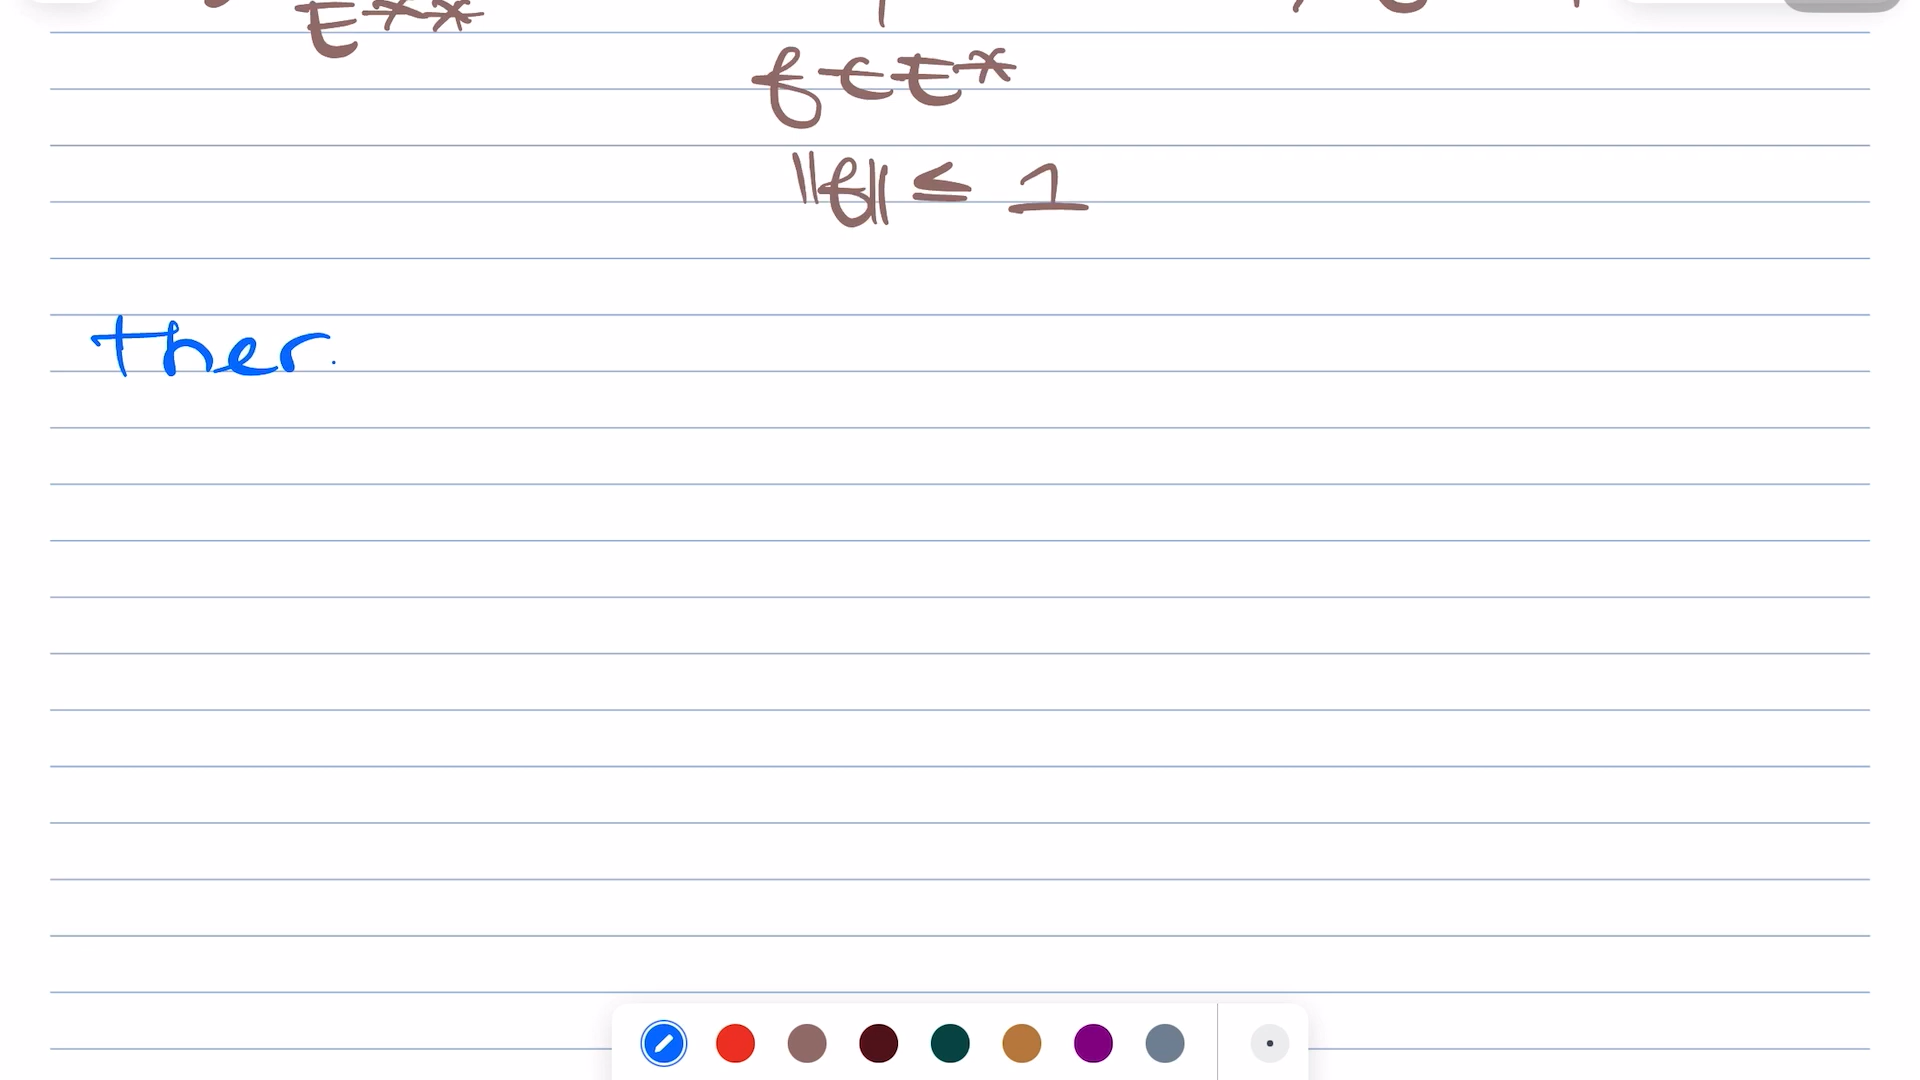 E**
f ∈ E*
||f|| ≤ 1
ther